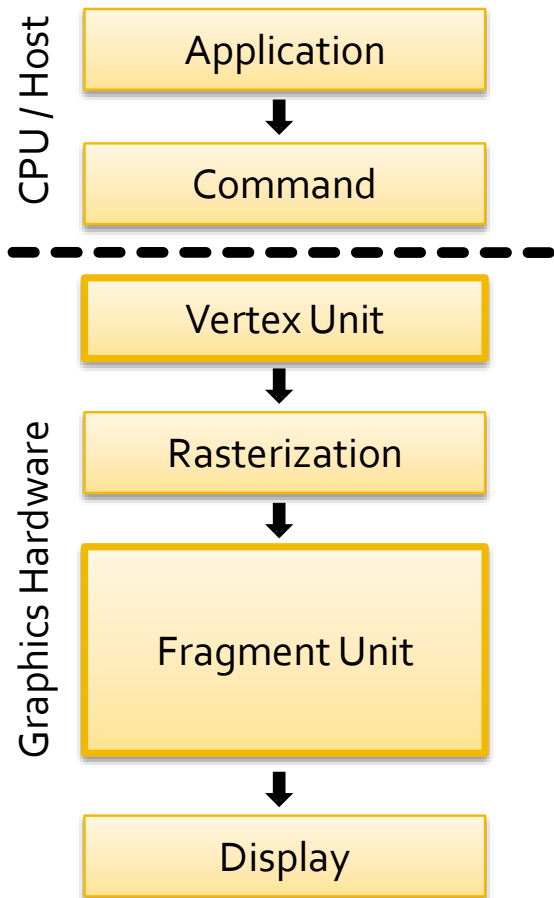 CPU / Host
Application
Command
Graphics Hardware
Vertex Unit
Rasterization
Fragment Unit
Display